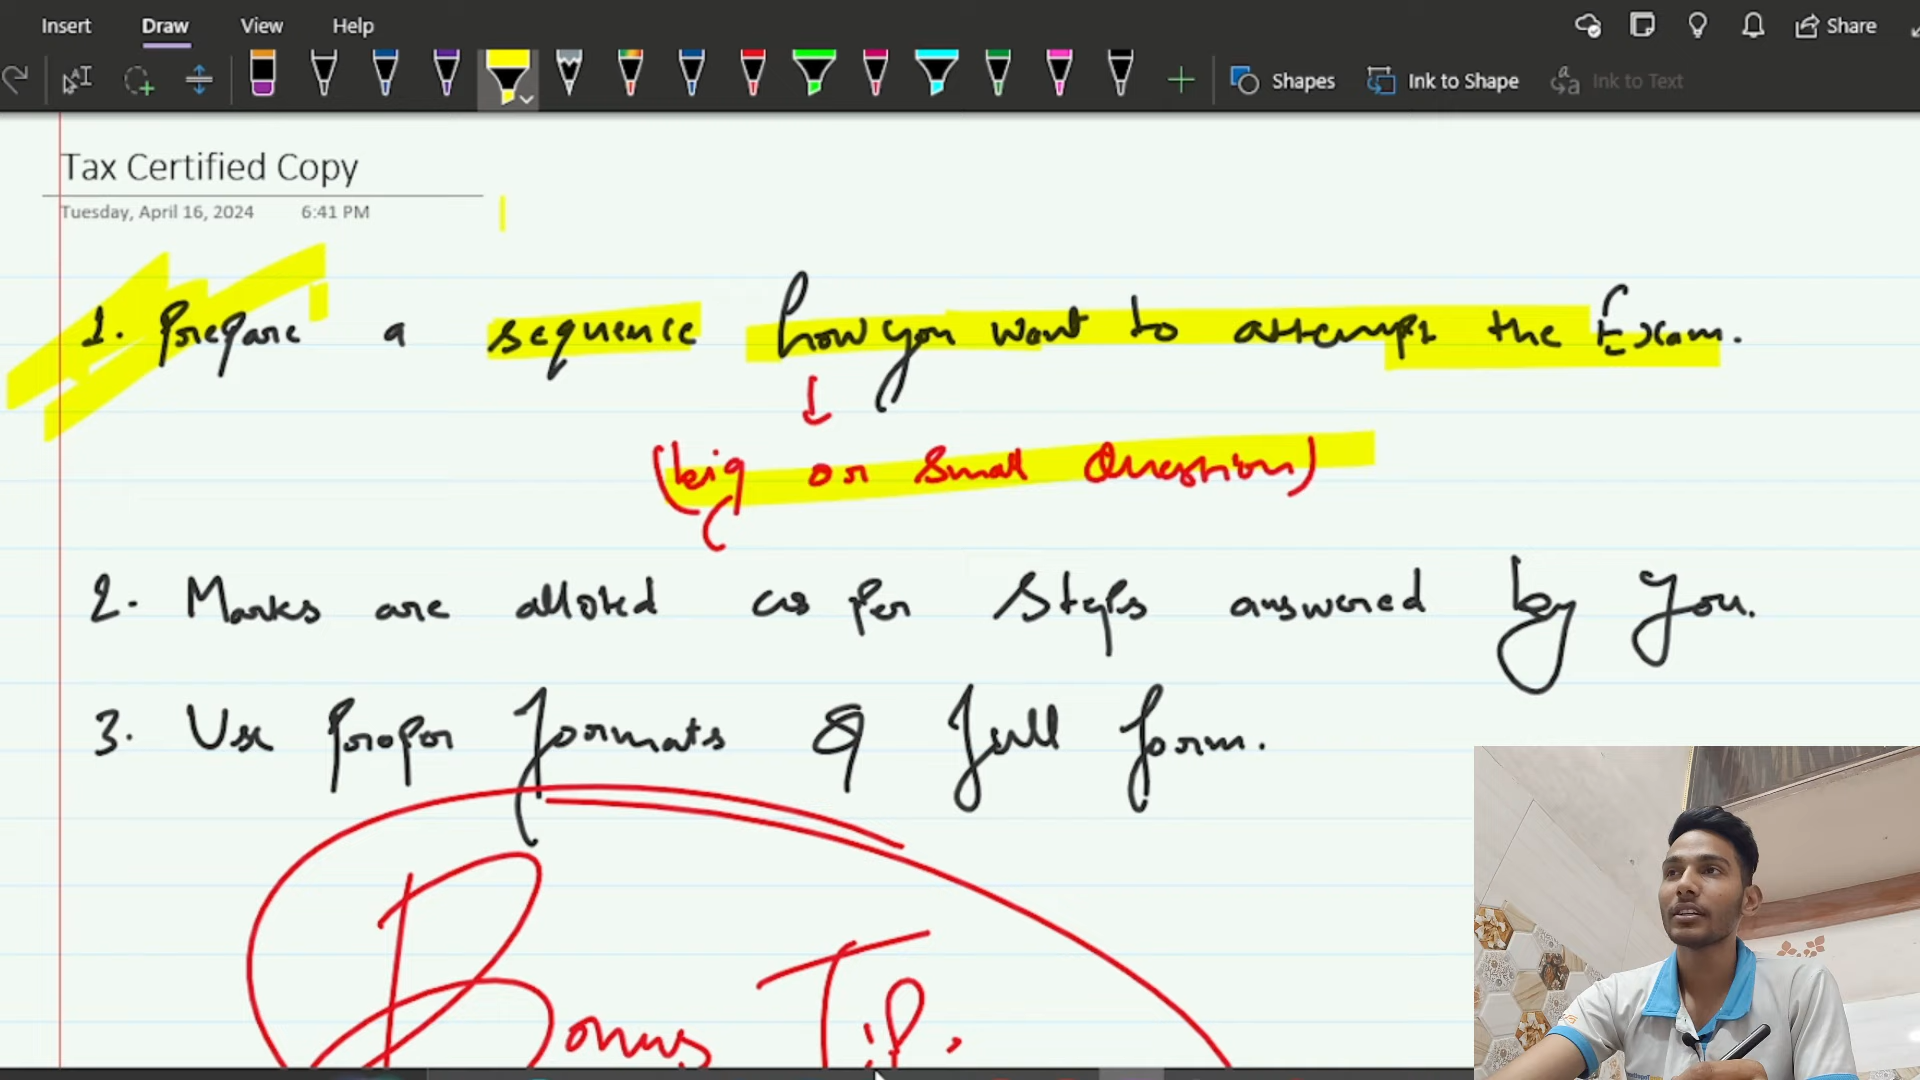 Insert Draw View Help Share
Shapes Ink to Shape Ink to Text
Tax Certified Copy
Tuesday, April 16, 2024 6:41 PM
1. Prepare a sequence how you want to attempt the Exam.
(big or small Question)
2. Marks are alloted as per steps answered by you.
3. Use proper formats & full form.
Bonus Tip.